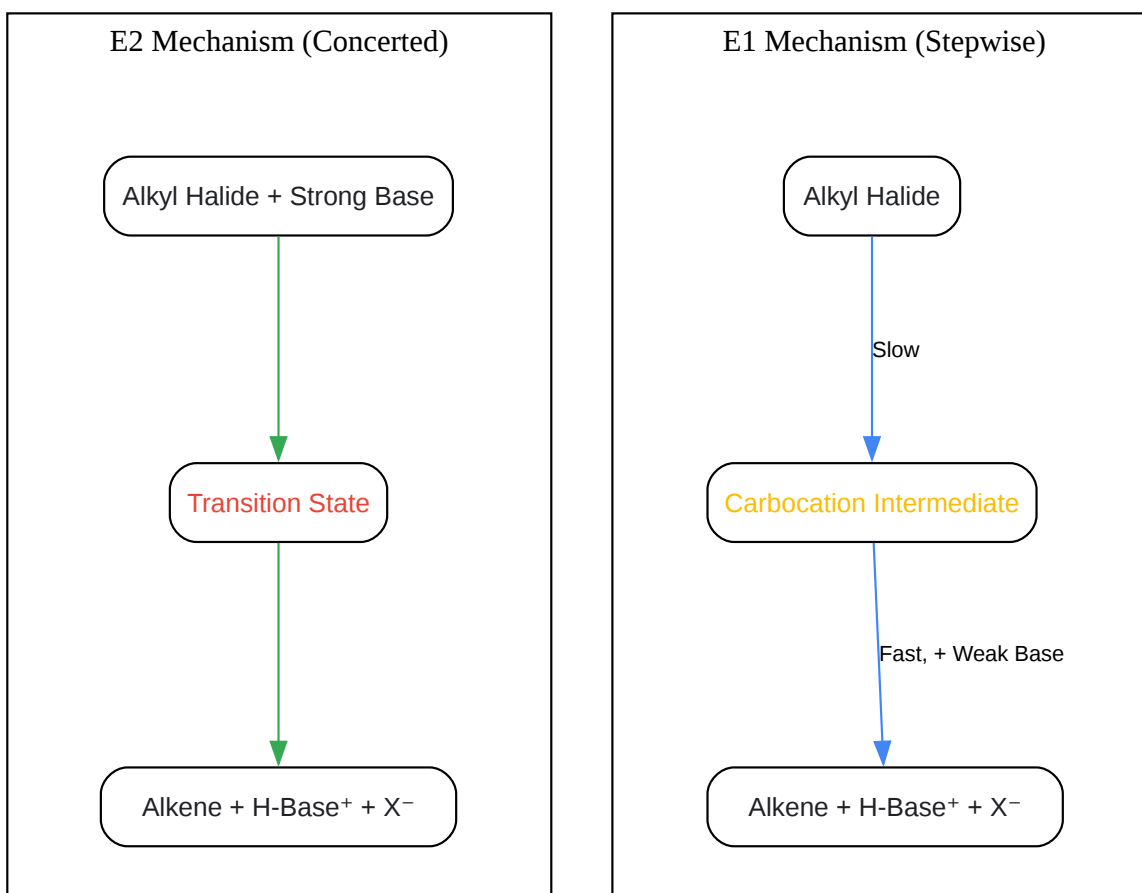 E2 Mechanism (Concerted)
Alkyl Halide + Strong Base
Transition State
Alkene + H-Base⁺ + X⁻
E1 Mechanism (Stepwise)
Alkyl Halide
Slow
Carbocation Intermediate
Fast, + Weak Base
Alkene + H-Base⁺ + X⁻